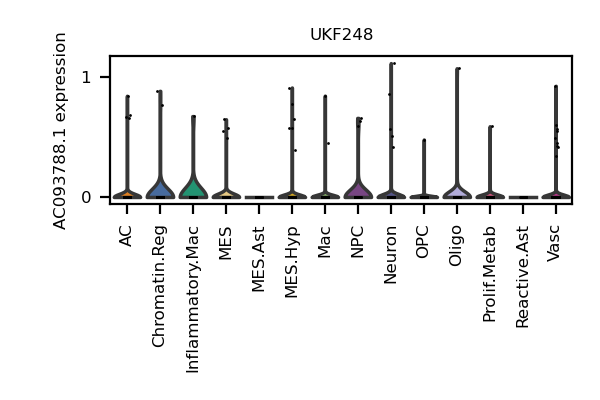 UKF248
AC093788.1 expression
1
0
AC
Chromatin.Reg
Inflammatory.Mac
MES
MES.Ast
MES.Hyp
Mac
NPC
Neuron
OPC
Oligo
Prolif.Metab
Reactive.Ast
Vasc